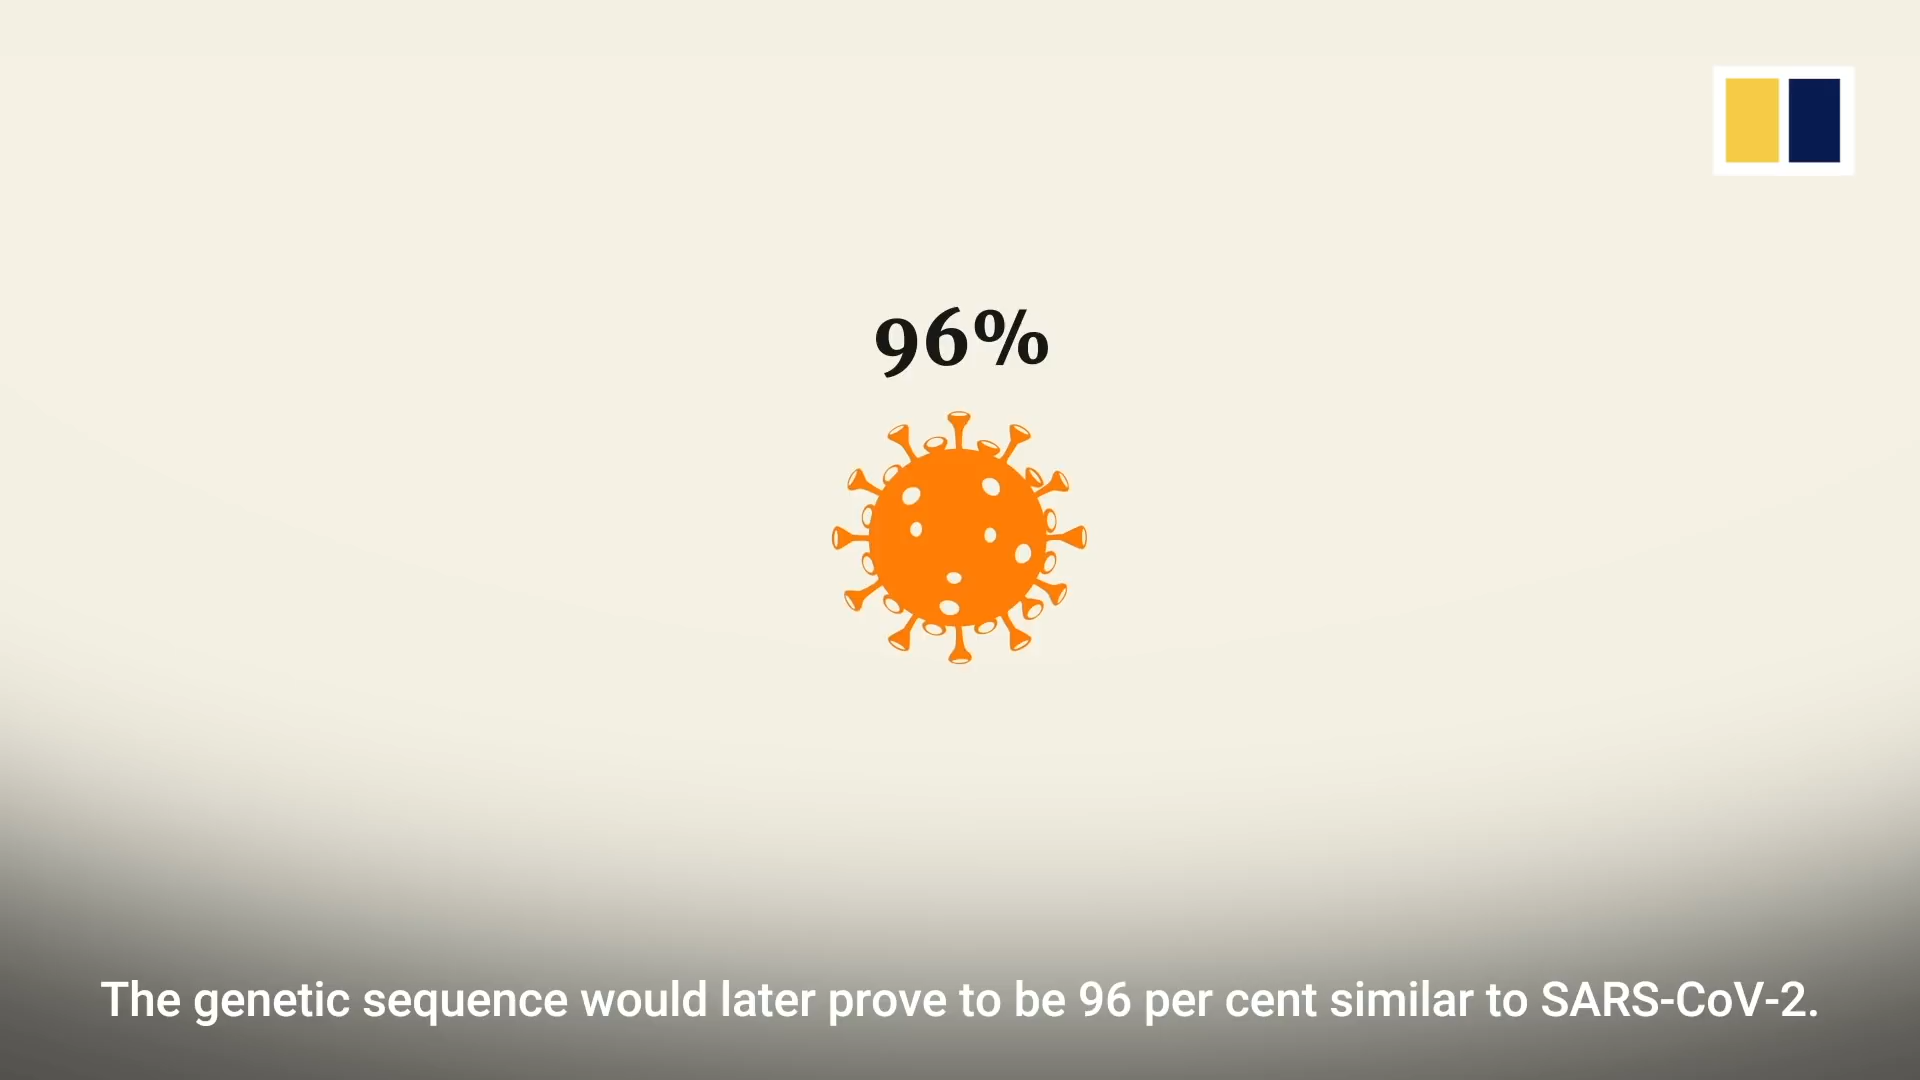 96%
The genetic sequence would later prove to be 96 per cent similar to SARS-CoV-2.